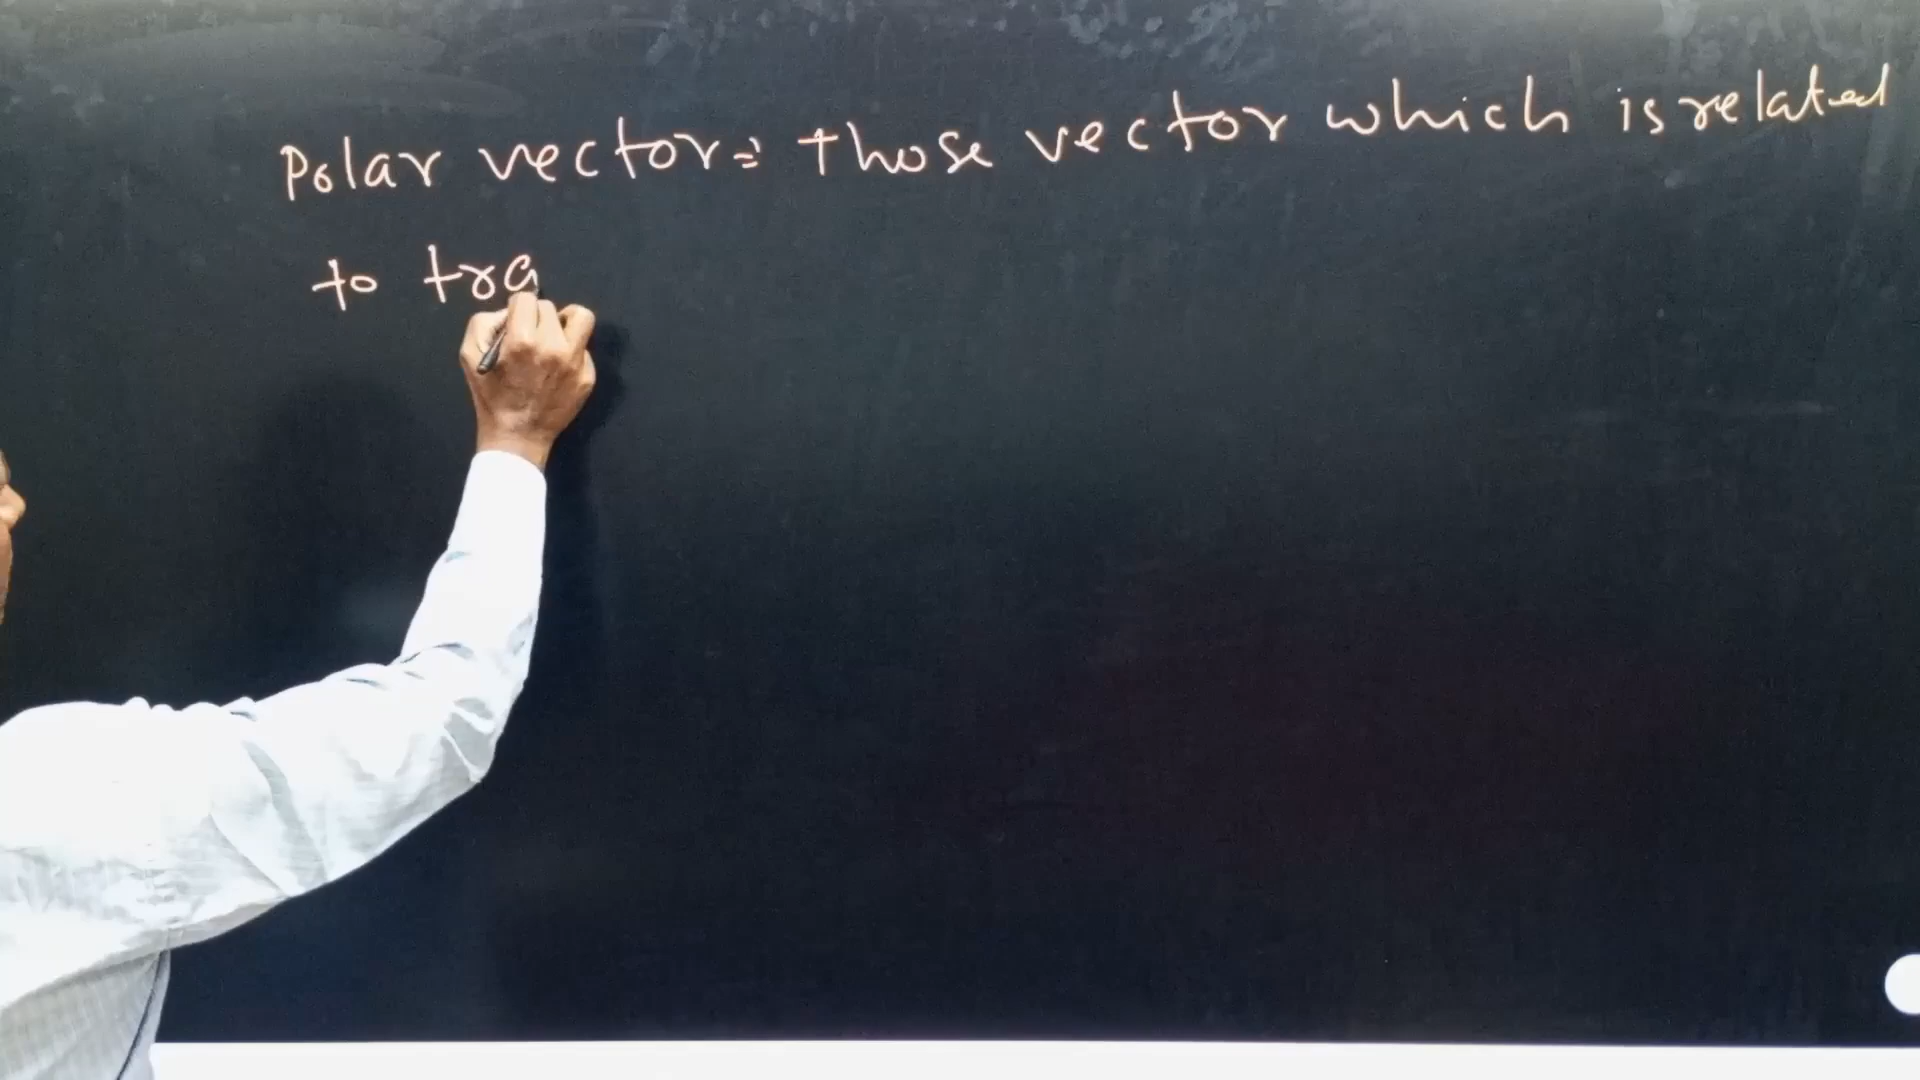 Polar vector:= those vector which is related
to tra